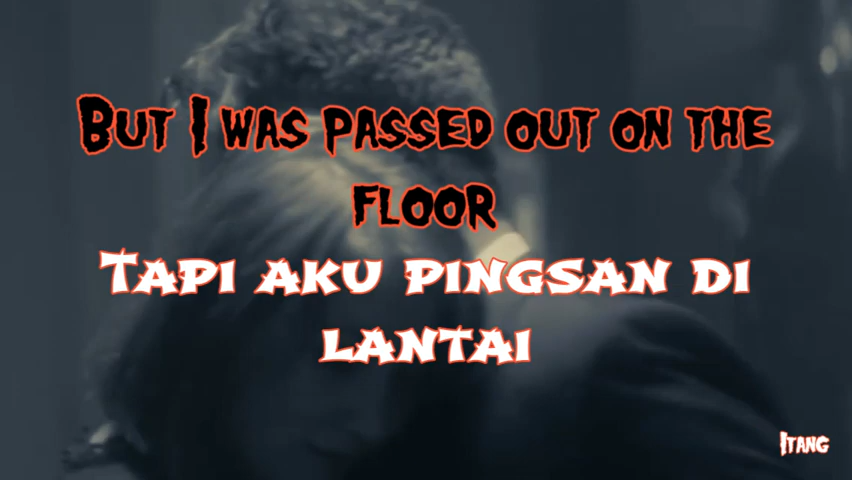 But I was passed out on the
floor
Tapi aku pingsan di
lantai
Itang